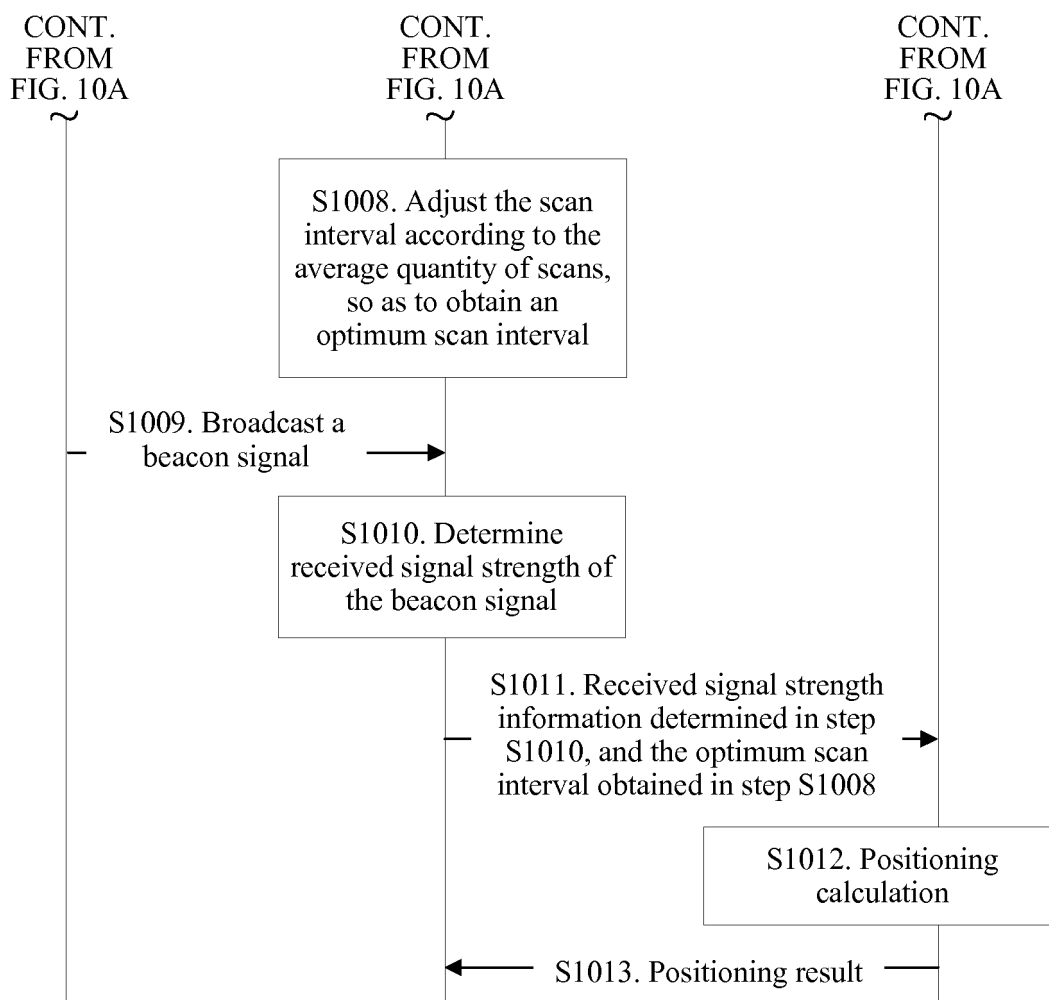 CONT.
FROM
FIG. 10A
CONT.
FROM
FIG. 10A
CONT.
FROM
FIG. 10A
S1008. Adjust the scan
interval according to the
average quantity of scans,
so as to obtain an
optimum scan interval
S1009. Broadcast a
beacon signal
S1010. Determine
received signal strength of
the beacon signal
S1011. Received signal strength
information determined in step
S1010, and the optimum scan
interval obtained in step S1008
S1012. Positioning
calculation
S1013. Positioning result